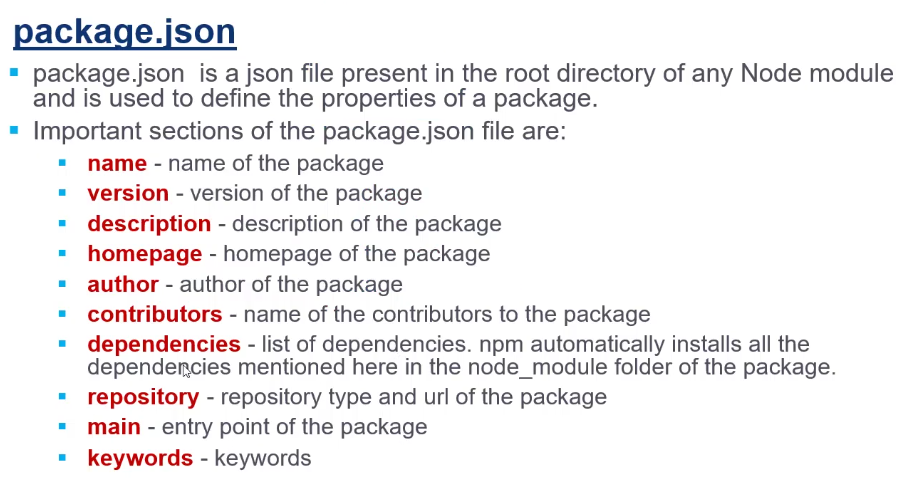 package.json
package.json is a json file present in the root directory of any Node module
and is used to define the properties of a package.
Important sections of the package.json file are:
name - name of the package
version - version of the package
description - description of the package
homepage - homepage of the package
author - author of the package
contributors - name of the contributors to the package
dependencies - list of dependencies. npm automatically installs all the
dependencies mentioned here in the node_module folder of the package.
repository - repository type and url of the package
main - entry point of the package
keywords - keywords